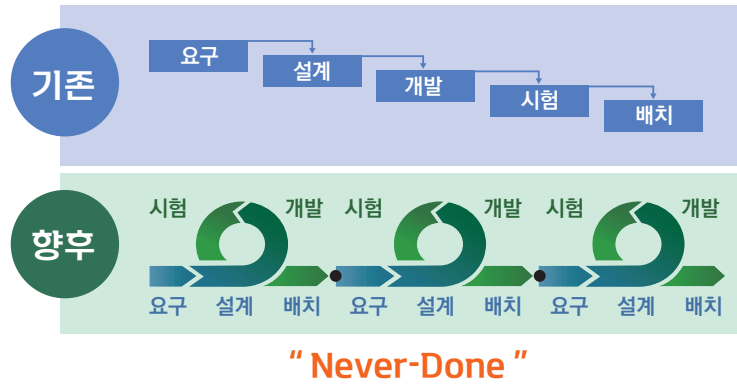 기존
요구
설계
개발
시험
배치
향후
시험 개발 시험 개발 시험 개발
요구 설계 배치 요구 설계 배치 요구 설계 배치
“ Never-Done ”